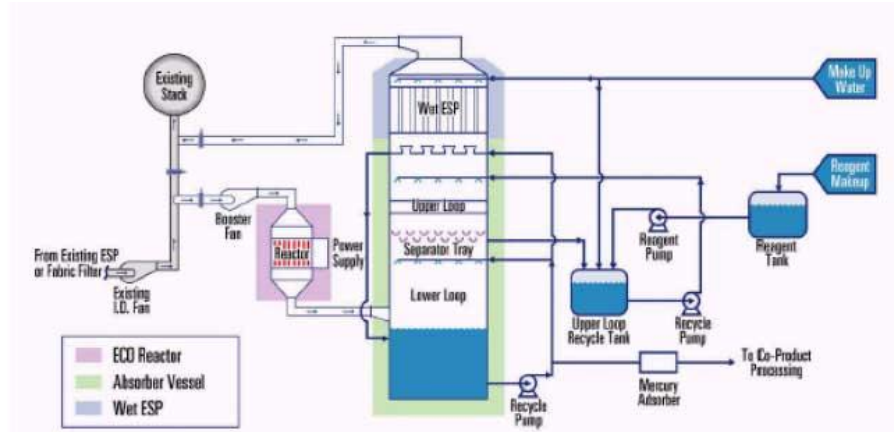 Existing
Stack
Make Up
Water
Wet ESP
Reagent
Makeup
Upper Loop
Booster
Fan
Reagent
Pump
Reagent
Tank
Reactor
Power
Supply
Separator Tray
From Existing ESP
or Fabric Filter
Existing
I.D. Fan
Lower Loop
Upper Loop
Recycle Tank
Recycle
Pump
ECO Reactor
Absorber Vessel
Wet ESP
Recycle
Pump
Mercury
Adsorber
To Co-Product
Processing